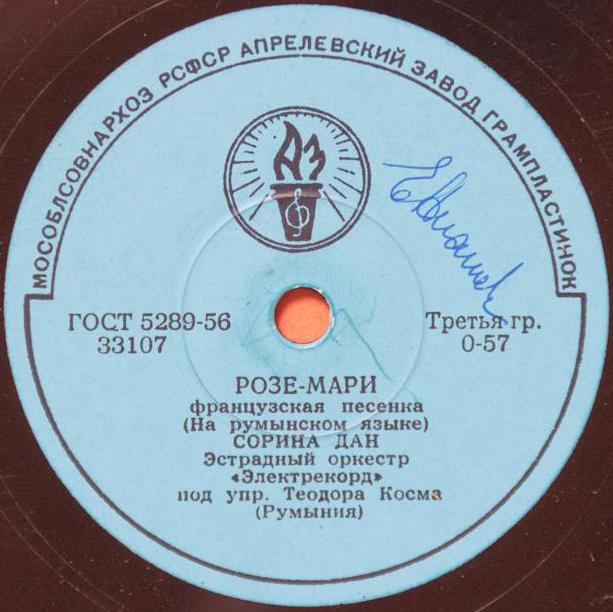 МОСОБЛСОВНАРХОЗ РСФСР АПРЕЛЕВСКИЙ ЗАВОД ГРАМПЛАСТИНОК
АЗ
ГОСТ 5289-56
33107
Третья гр.
0-57
РОЗЕ-МАРИ
французская песенка
(На румынском языке)
СОРИНА ДАН
Эстрадный оркестр
«Электрекорд»
под упр. Теодора Косма
(Румыния)